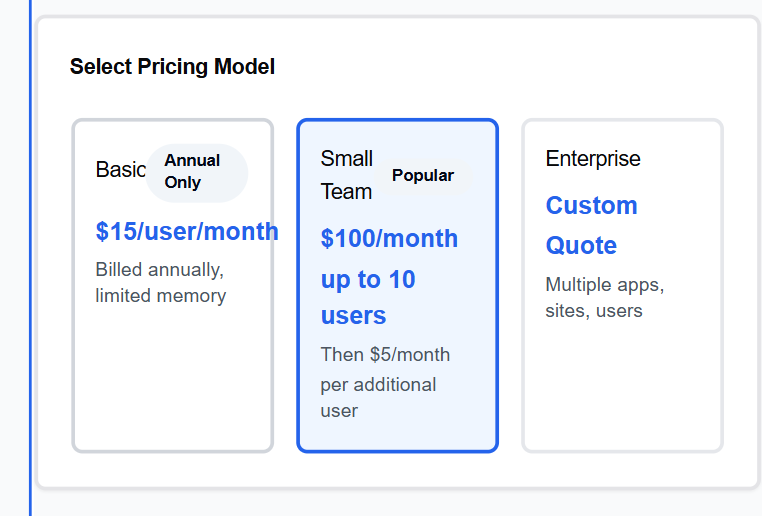 Select Pricing Model
Basic
Annual
Only
$15/user/month
Billed annually,
limited memory
Small
Team
Popular
$100/month
up to 10
users
Then $5/month
per additional
user
Enterprise
Custom
Quote
Multiple apps,
sites, users